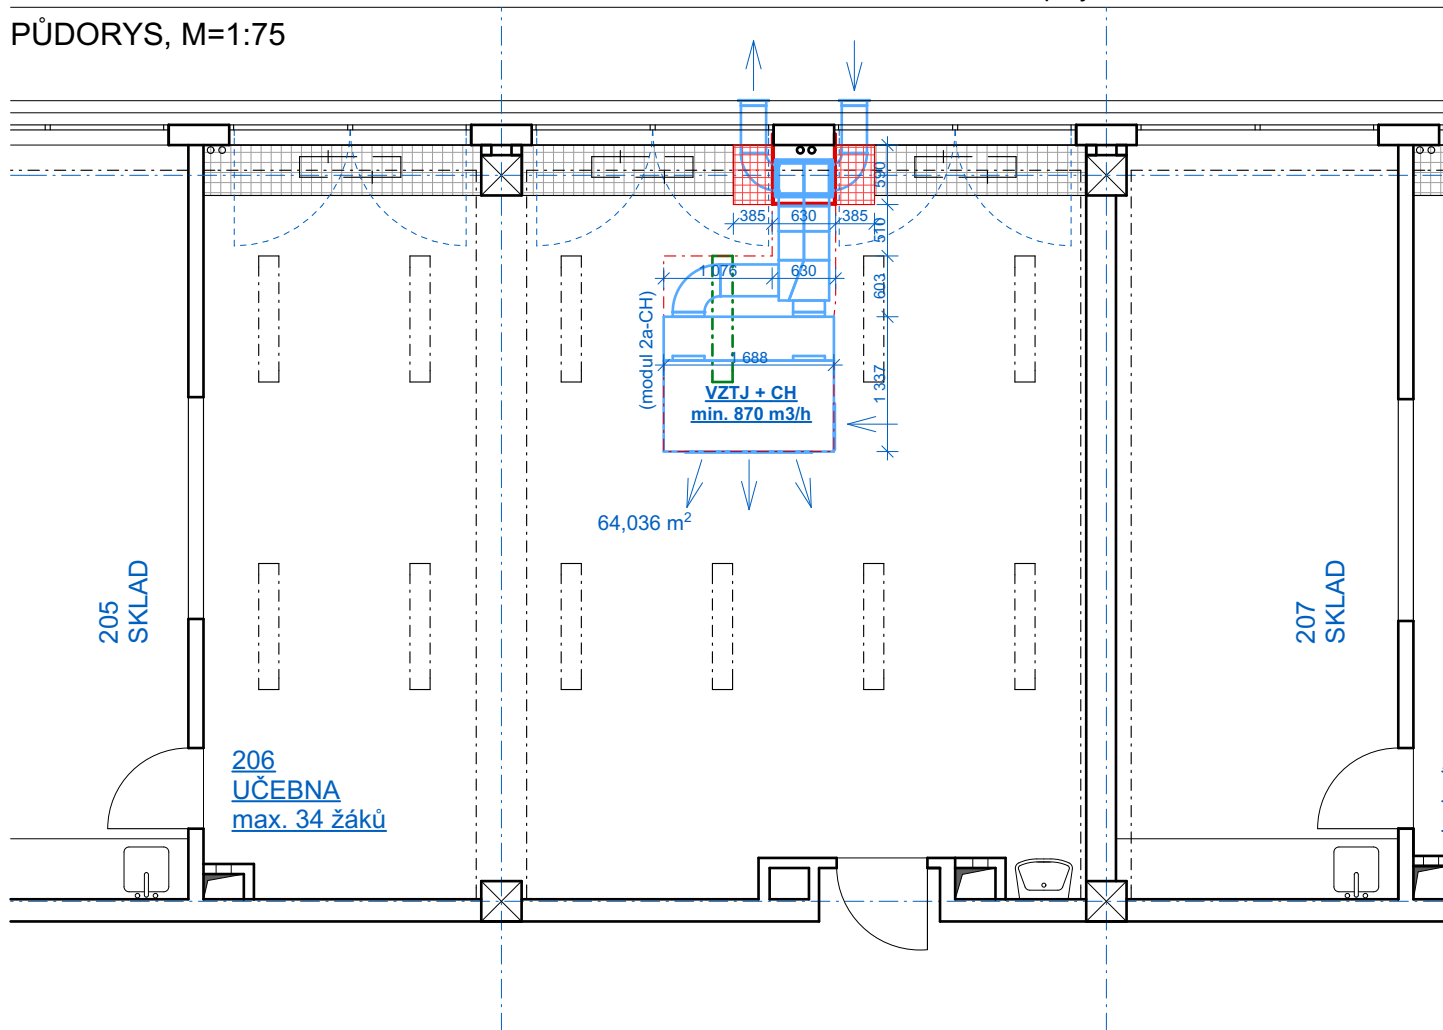 PŮDORYS, M=1:75
590
385
630
385
510
1 076
630
603
(modul 2a-CH)
1 688
1 337
VZTJ + CH
min. 870 m3/h
64,036 m²
205
SKLAD
207
SKLAD
206
UČEBNA
max. 34 žáků